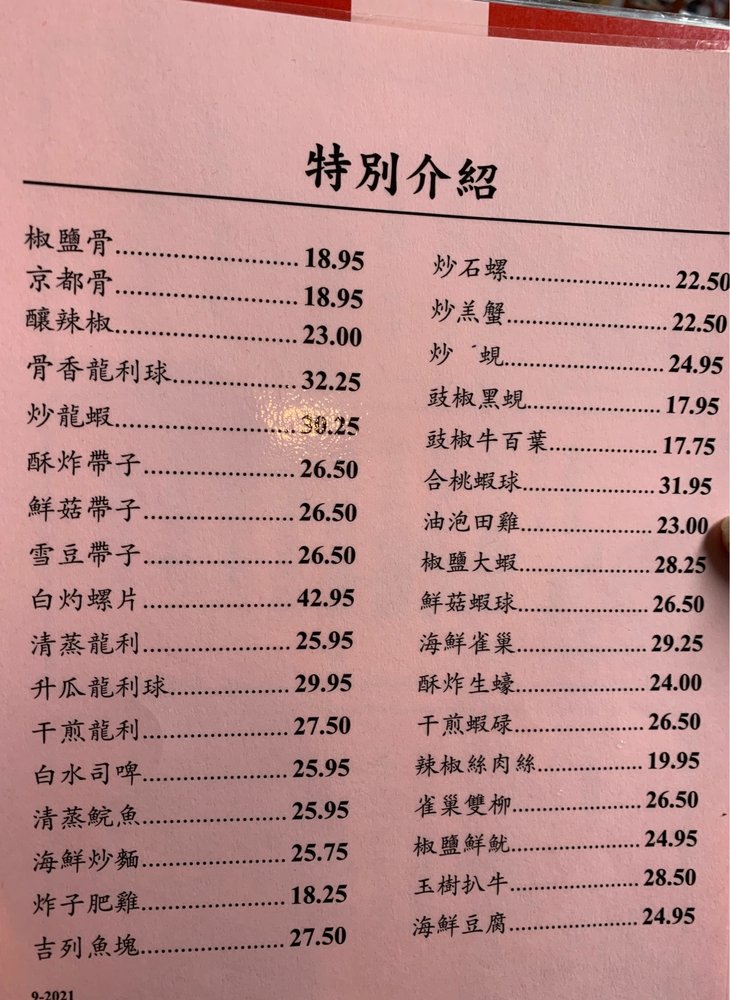 特別介紹
椒鹽骨 18.95
京都骨 18.95
釀辣椒 23.00
骨香龍利球 32.25
炒龍蝦 30.25
酥炸帶子 26.50
鮮菇帶子 26.50
雪豆帶子 26.50
白灼螺片 42.95
清蒸龍利 25.95
升瓜龍利球 29.95
干煎龍利 27.50
白水司啤 25.95
清蒸鯇魚 25.95
海鮮炒麵 25.75
炸子肥雞 18.25
吉列魚塊 27.50
炒石螺 22.50
炒羔蟹 22.50
炒 蜆 24.95
豉椒黑蜆 17.95
豉椒牛百葉 17.75
合桃蝦球 31.95
油泡田雞 23.00
椒鹽大蝦 28.25
鮮菇蝦球 26.50
海鮮雀巢 29.25
酥炸生蠔 24.00
干煎蝦碌 26.50
辣椒絲肉絲 19.95
雀巢雙柳 26.50
椒鹽鮮魷 24.95
玉樹扒牛 28.50
海鮮豆腐 24.95
9-2021